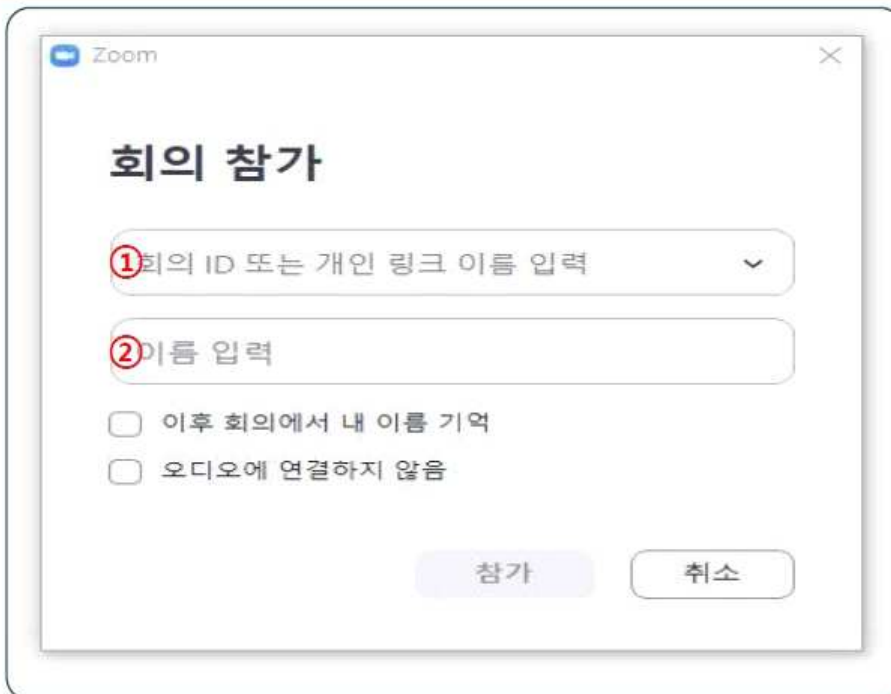 Zoom
회의 참가
①회의 ID 또는 개인 링크 이름 입력
②이름 입력
이후 회의에서 내 이름 기억
오디오에 연결하지 않음
참가 취소